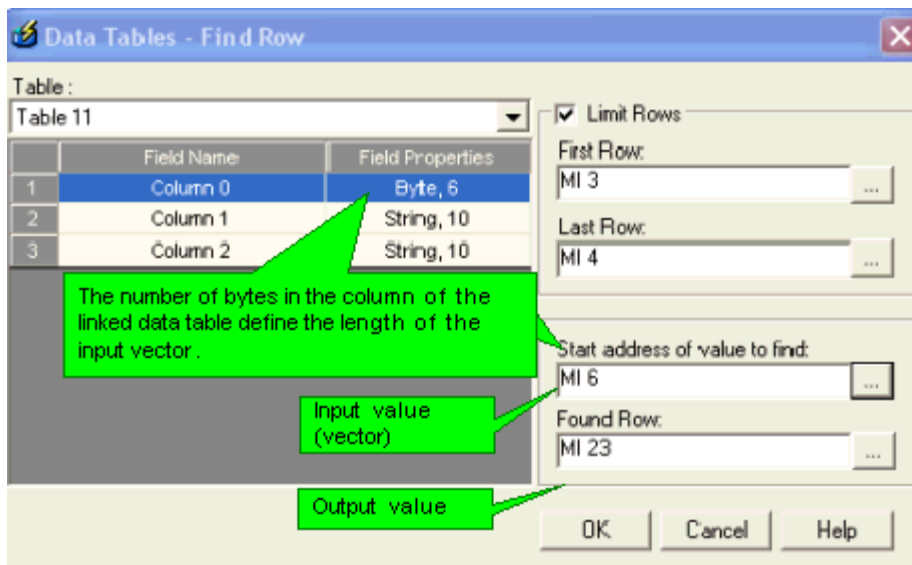 Data Tables - Find Row
Table :
Table 11
Field Name Field Properties
1 Column 0 Byte, 6
2 Column 1 String, 10
3 Column 2 String, 10
The number of bytes in the column of the
linked data table define the length of the
input vector.
Input value
(vector)
Output value
Limit Rows
First Row:
MI 3
...
Last Row:
MI 4
...
Start address of value to find:
MI 6
...
Found Row:
MI 23
...
OK Cancel Help